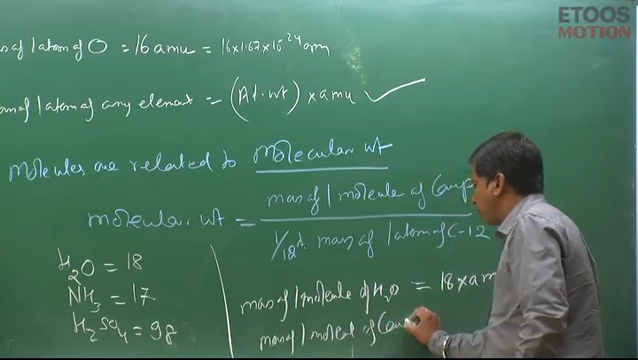 ETOOS
MOTION
of 1 atom of O = 16 amu = 16 x 1.67 x 10^-24 gm
of 1 atom of any element = (At. wt) x amu ✓
molecules are related to molecular wt
molecular. wt = mass of 1 molecule of Comp
1/12th mass of 1 atom of C-12
H₂O = 18
NH₃ = 17
H₂SO₄ = 98
mass of 1 molecule of H₂O = 18 x am
mass of 1 molecul of Com